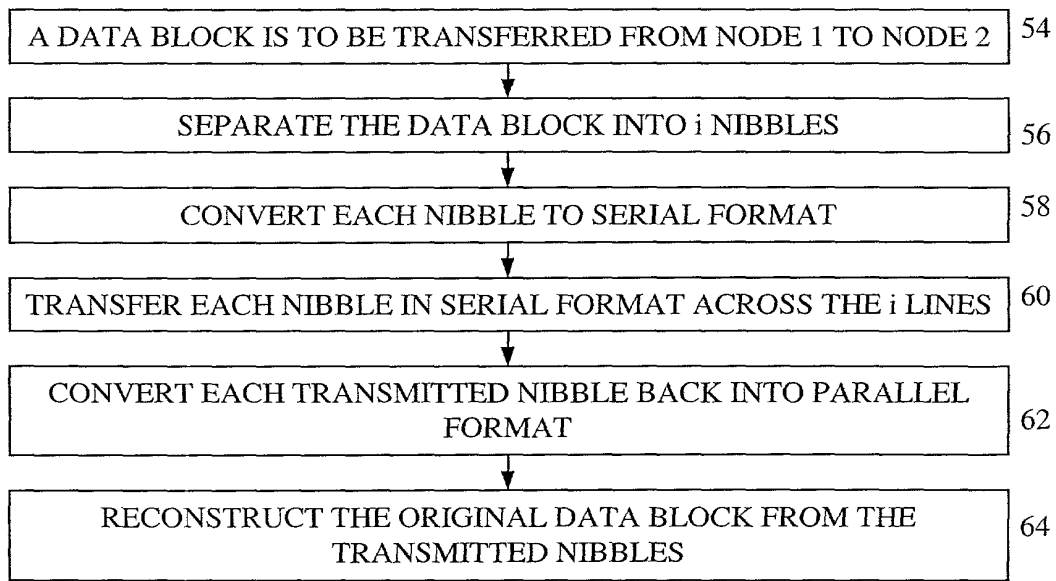 A DATA BLOCK IS TO BE TRANSFERRED FROM NODE 1 TO NODE 2
54
SEPARATE THE DATA BLOCK INTO i NIBBLES
56
CONVERT EACH NIBBLE TO SERIAL FORMAT
58
TRANSFER EACH NIBBLE IN SERIAL FORMAT ACROSS THE i LINES
60
CONVERT EACH TRANSMITTED NIBBLE BACK INTO PARALLEL
FORMAT
62
RECONSTRUCT THE ORIGINAL DATA BLOCK FROM THE
TRANSMITTED NIBBLES
64